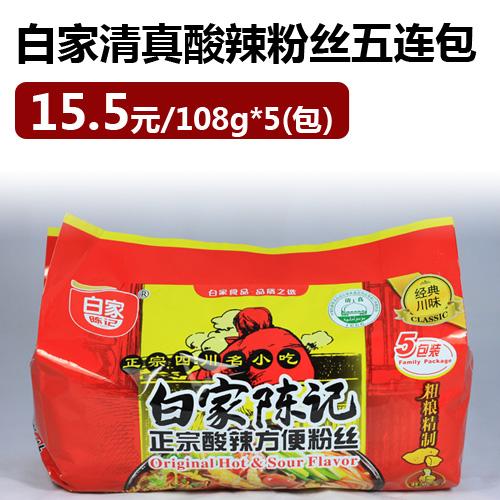 白家清真酸辣粉丝五连包
15.5元/108g*5(包)
白家食品·品质之选
白家
陈记
®
清真
经典
川味
CLASSIC
5包装
Family Package
正宗四川名小吃
白家陈记
正宗酸辣方便粉丝
Original Hot & Sour Flavor
粗粮精制